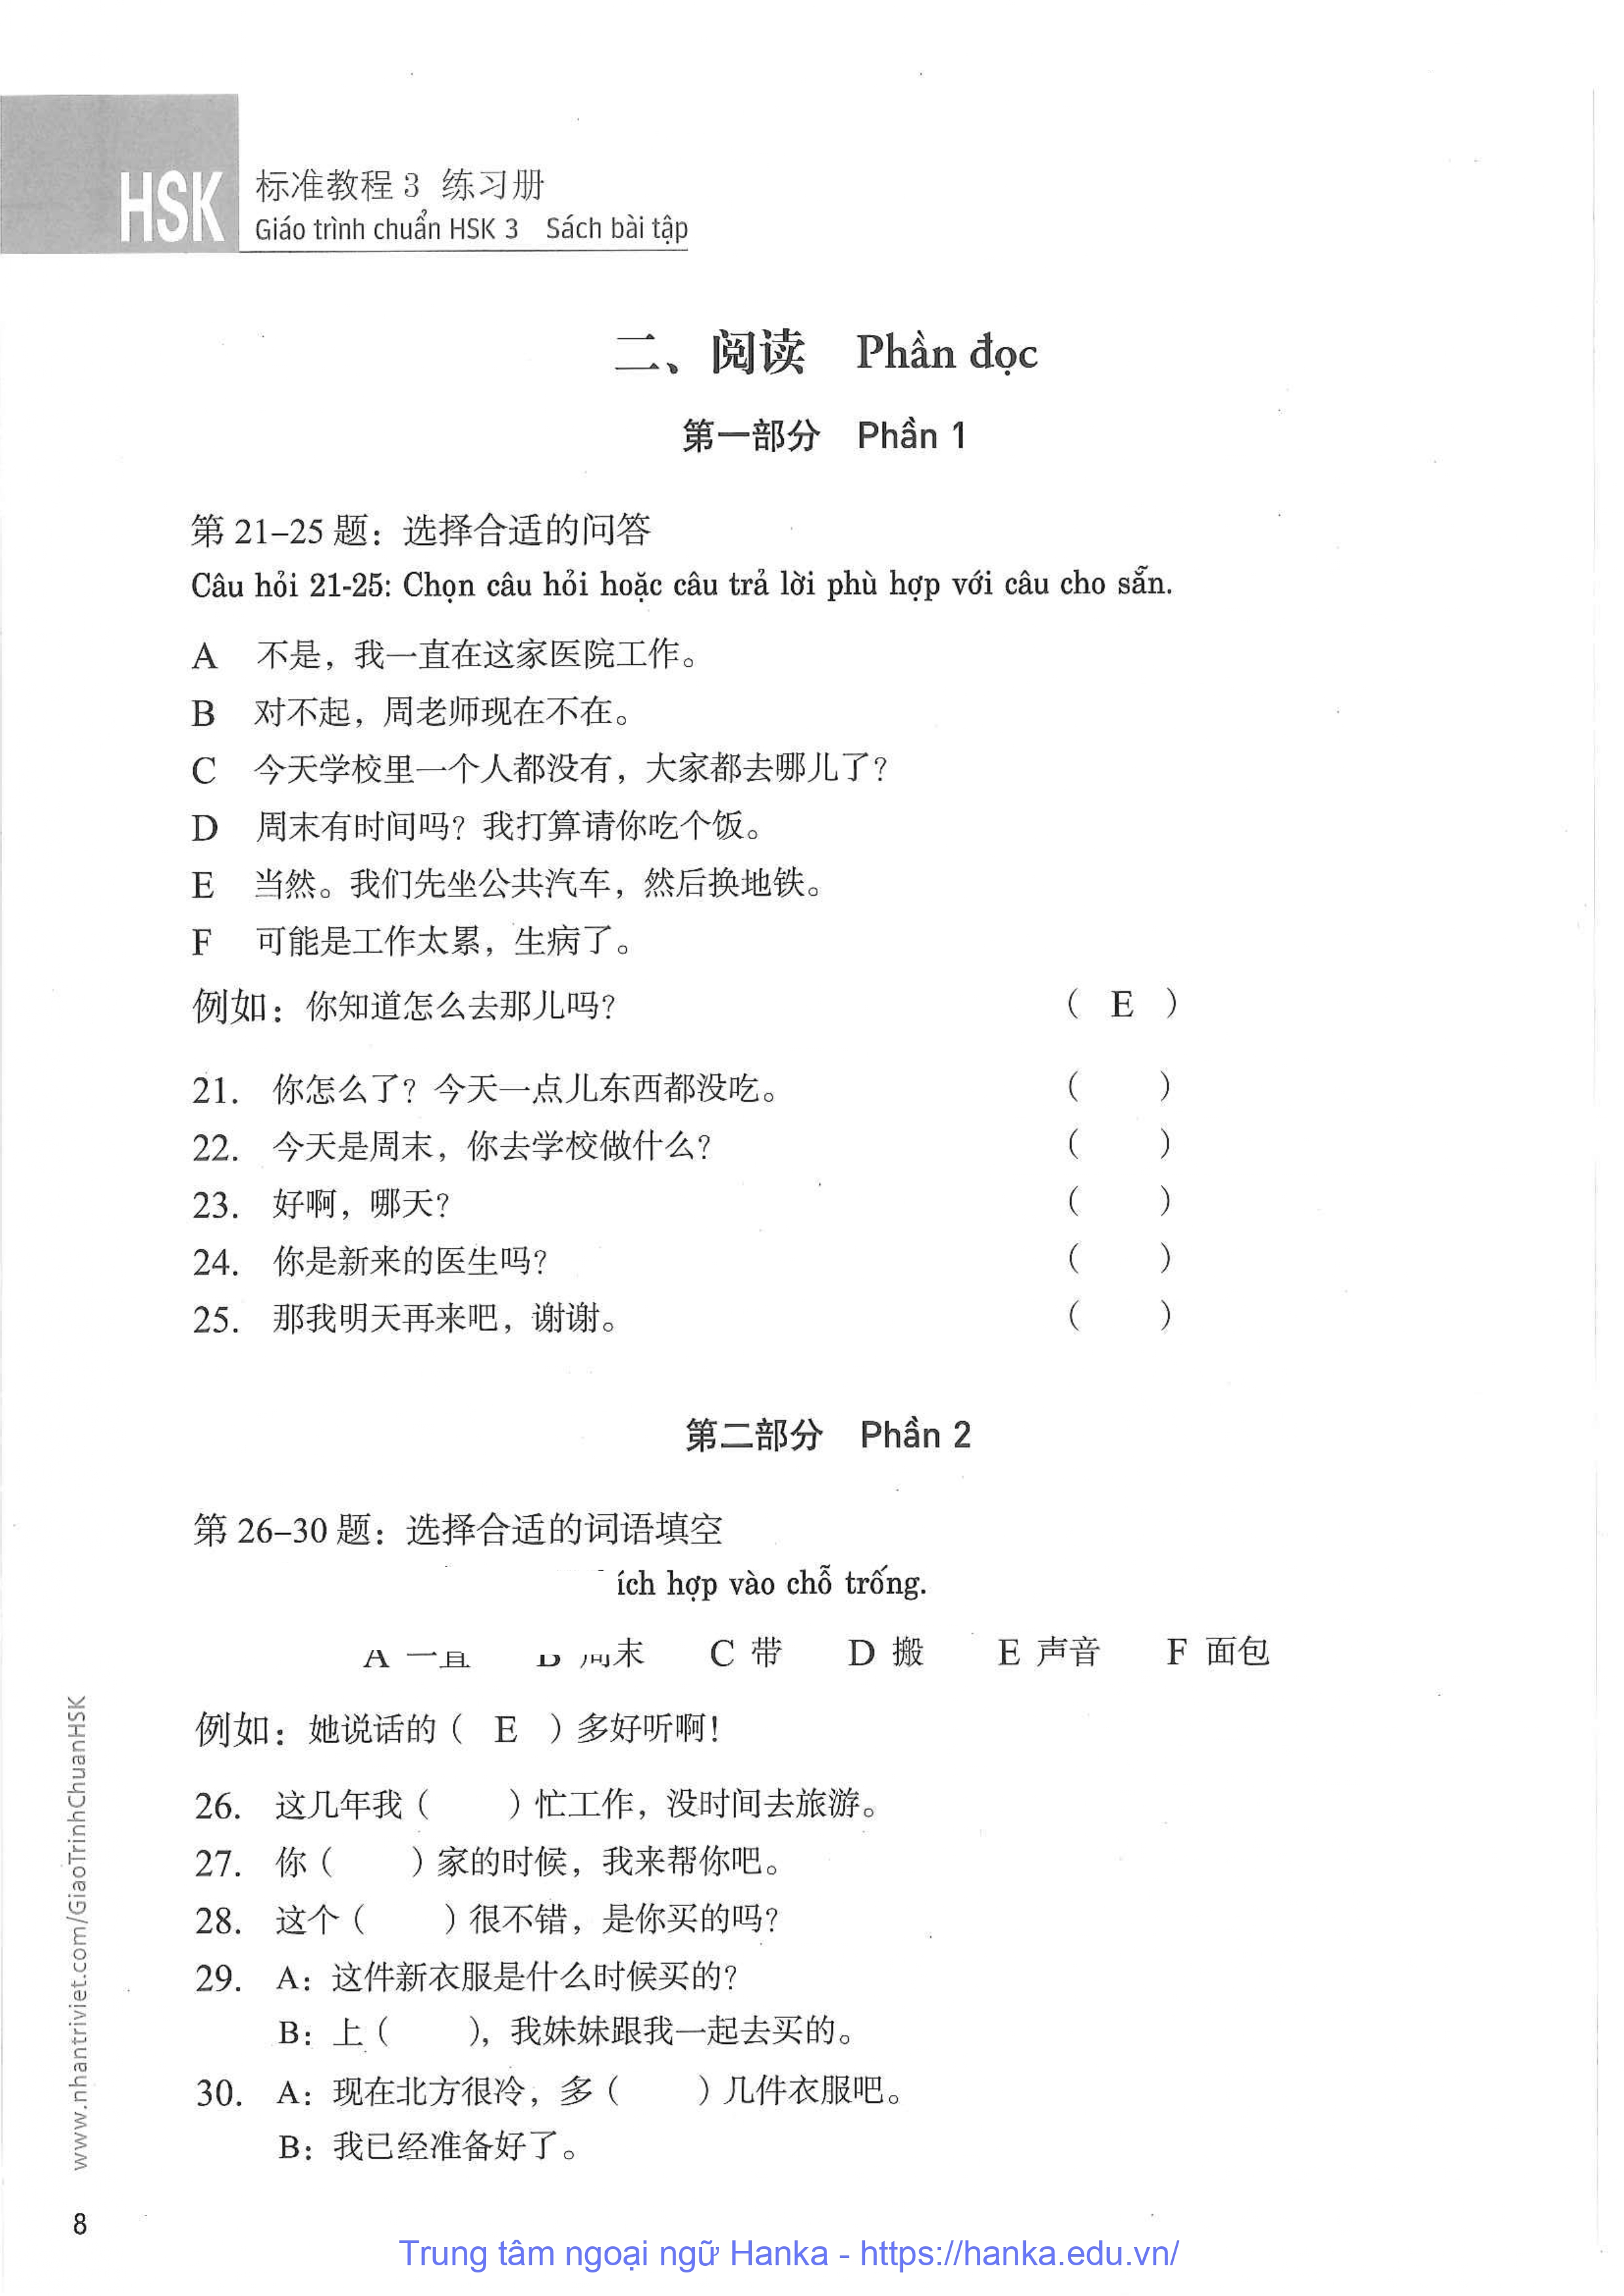 HSK
标准教程 3 练习册
Giáo trình chuẩn HSK 3 Sách bài tập
二、阅读 Phần đọc
第一部分 Phần 1
第 21–25 题：选择合适的问答
Câu hỏi 21-25: Chọn câu hỏi hoặc câu trả lời phù hợp với câu cho sẵn.
A 不是，我一直在这家医院工作。
B 对不起，周老师现在不在。
C 今天学校里一个人都没有，大家都去哪儿了？
D 周末有时间吗？我打算请你吃个饭。
E 当然。我们先坐公共汽车，然后换地铁。
F 可能是工作太累，生病了。
例如：你知道怎么去那儿吗？ （ E ）
21. 你怎么了？今天一点儿东西都没吃。 （ ）
22. 今天是周末，你去学校做什么？ （ ）
23. 好啊，哪天？ （ ）
24. 你是新来的医生吗？ （ ）
25. 那我明天再来吧，谢谢。 （ ）
第二部分 Phần 2
第 26–30 题：选择合适的词语填空
ích hợp vào chỗ trống.
A 一直 B 周末 C 带 D 搬 E 声音 F 面包
例如：她说话的（ E ）多好听啊！
26. 这几年我（ ）忙工作，没时间去旅游。
27. 你（ ）家的时候，我来帮你吧。
28. 这个（ ）很不错，是你买的吗？
29. A：这件新衣服是什么时候买的？
B：上（ ），我妹妹跟我一起去买的。
30. A：现在北方很冷，多（ ）几件衣服吧。
B：我已经准备好了。
www.nhantriviet.com/GiaoTrinhChuanHSK
8
Trung tâm ngoại ngữ Hanka - https://hanka.edu.vn/